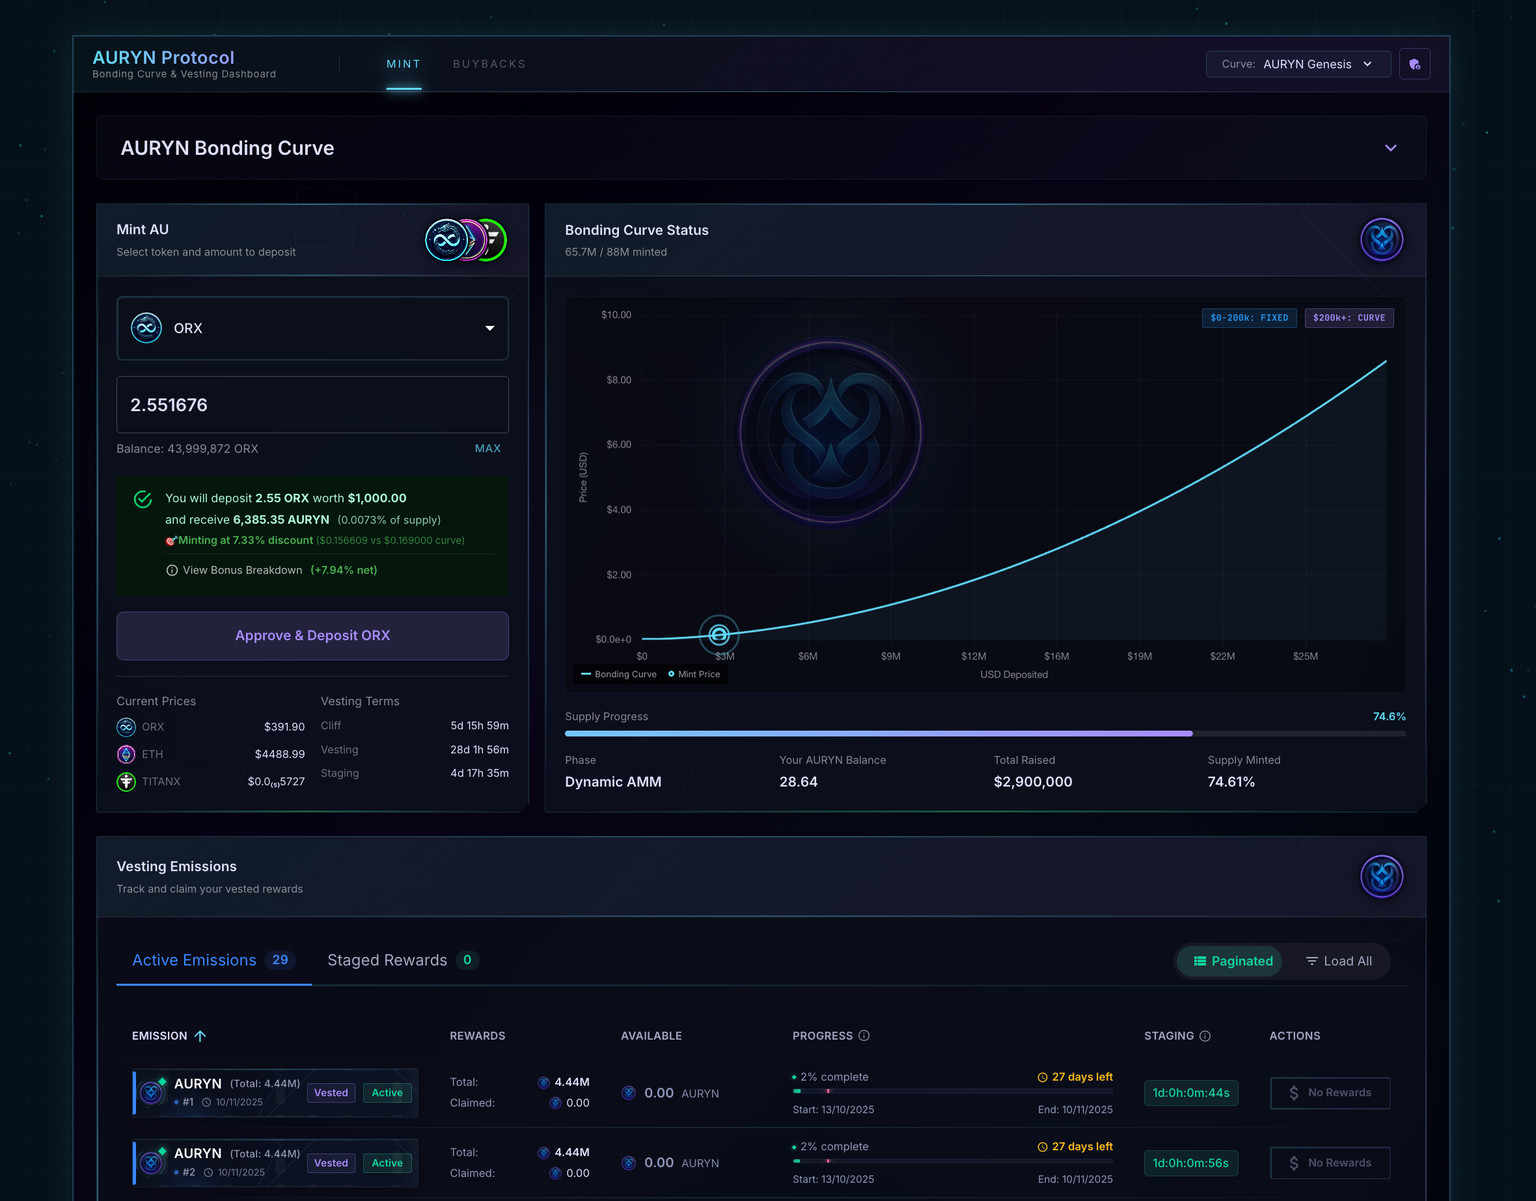 AURYN Protocol
Bonding Curve & Vesting Dashboard
MINT
BUYBACKS
Curve: AURYN Genesis
AURYN Bonding Curve
Mint AU
Select token and amount to deposit
ORX
2.551676
Balance: 43,999,872 ORX
MAX
You will deposit 2.55 ORX worth $1,000.00
and receive 6,385.35 AURYN (0.0073% of supply)
🎯Minting at 7.33% discount ($0.156609 vs $0.169000 curve)
View Bonus Breakdown (+7.94% net)
Approve & Deposit ORX
Current Prices
ORX $391.90
ETH $4488.99
TITANX $0.0₍₅₎5727
Vesting Terms
Cliff 5d 15h 59m
Vesting 28d 1h 56m
Staging 4d 17h 35m
Bonding Curve Status
65.7M / 88M minted
$0-200k: FIXED
$200k+: CURVE
$10.00
$8.00
$6.00
$4.00
$2.00
$0.0e+0
Price (USD)
$0 $3M $6M $9M $12M $16M $19M $22M $25M
USD Deposited
Bonding Curve
Mint Price
Supply Progress 74.6%
Phase
Dynamic AMM
Your AURYN Balance
28.64
Total Raised
$2,900,000
Supply Minted
74.61%
Vesting Emissions
Track and claim your vested rewards
Active Emissions 29
Staged Rewards 0
Paginated
Load All
EMISSION REWARDS AVAILABLE PROGRESS STAGING ACTIONS
AURYN (Total: 4.44M)
#1 10/11/2025
Vested
Active
Total: 4.44M
Claimed: 0.00
0.00 AURYN
2% complete 27 days left
Start: 13/10/2025 End: 10/11/2025
1d:0h:0m:44s
No Rewards
AURYN (Total: 4.44M)
#2 10/11/2025
Vested
Active
Total: 4.44M
Claimed: 0.00
0.00 AURYN
2% complete 27 days left
Start: 13/10/2025 End: 10/11/2025
1d:0h:0m:56s
No Rewards